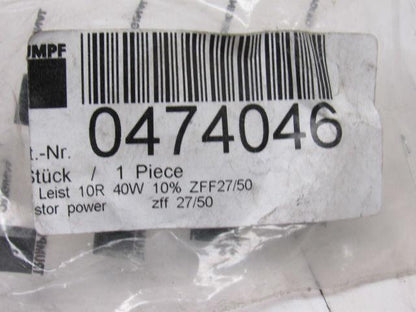 UMPF
t.-Nr. 0474046
Stück / 1 Piece
Leist 10R 40W 10% ZFF27/50
stor power zff 27/50